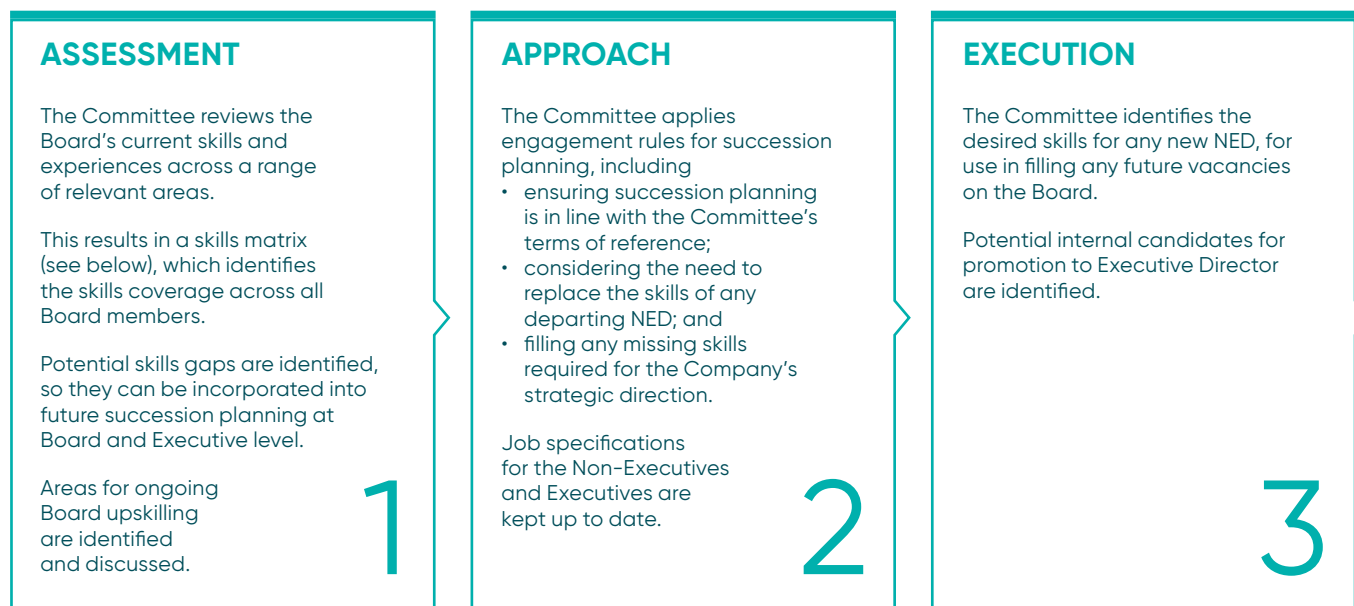 ASSESSMENT
The Committee reviews the
Board’s current skills and
experiences across a range
of relevant areas.
This results in a skills matrix
(see below), which identifies
the skills coverage across all
Board members.
Potential skills gaps are identified,
so they can be incorporated into
future succession planning at
Board and Executive level.
Areas for ongoing
Board upskilling
are identified
and discussed.
1
APPROACH
The Committee applies
engagement rules for succession
planning, including
• ensuring succession planning
is in line with the Committee’s
terms of reference;
• considering the need to
replace the skills of any
departing NED; and
• filling any missing skills
required for the Company’s
strategic direction.
Job specifications
for the Non-Executives
and Executives are
kept up to date.
2
EXECUTION
The Committee identifies the
desired skills for any new NED, for
use in filling any future vacancies
on the Board.
Potential internal candidates for
promotion to Executive Director
are identified.
3